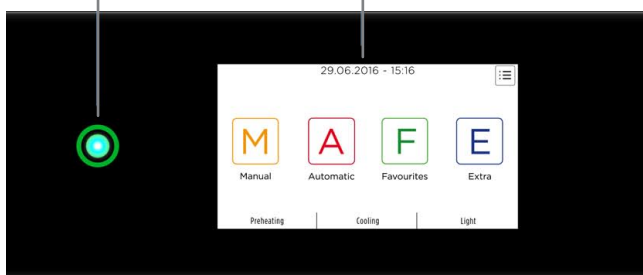 29.06.2016 - 15:16
M A F E
Manual Automatic Favourites Extra
Preheating Cooling Light